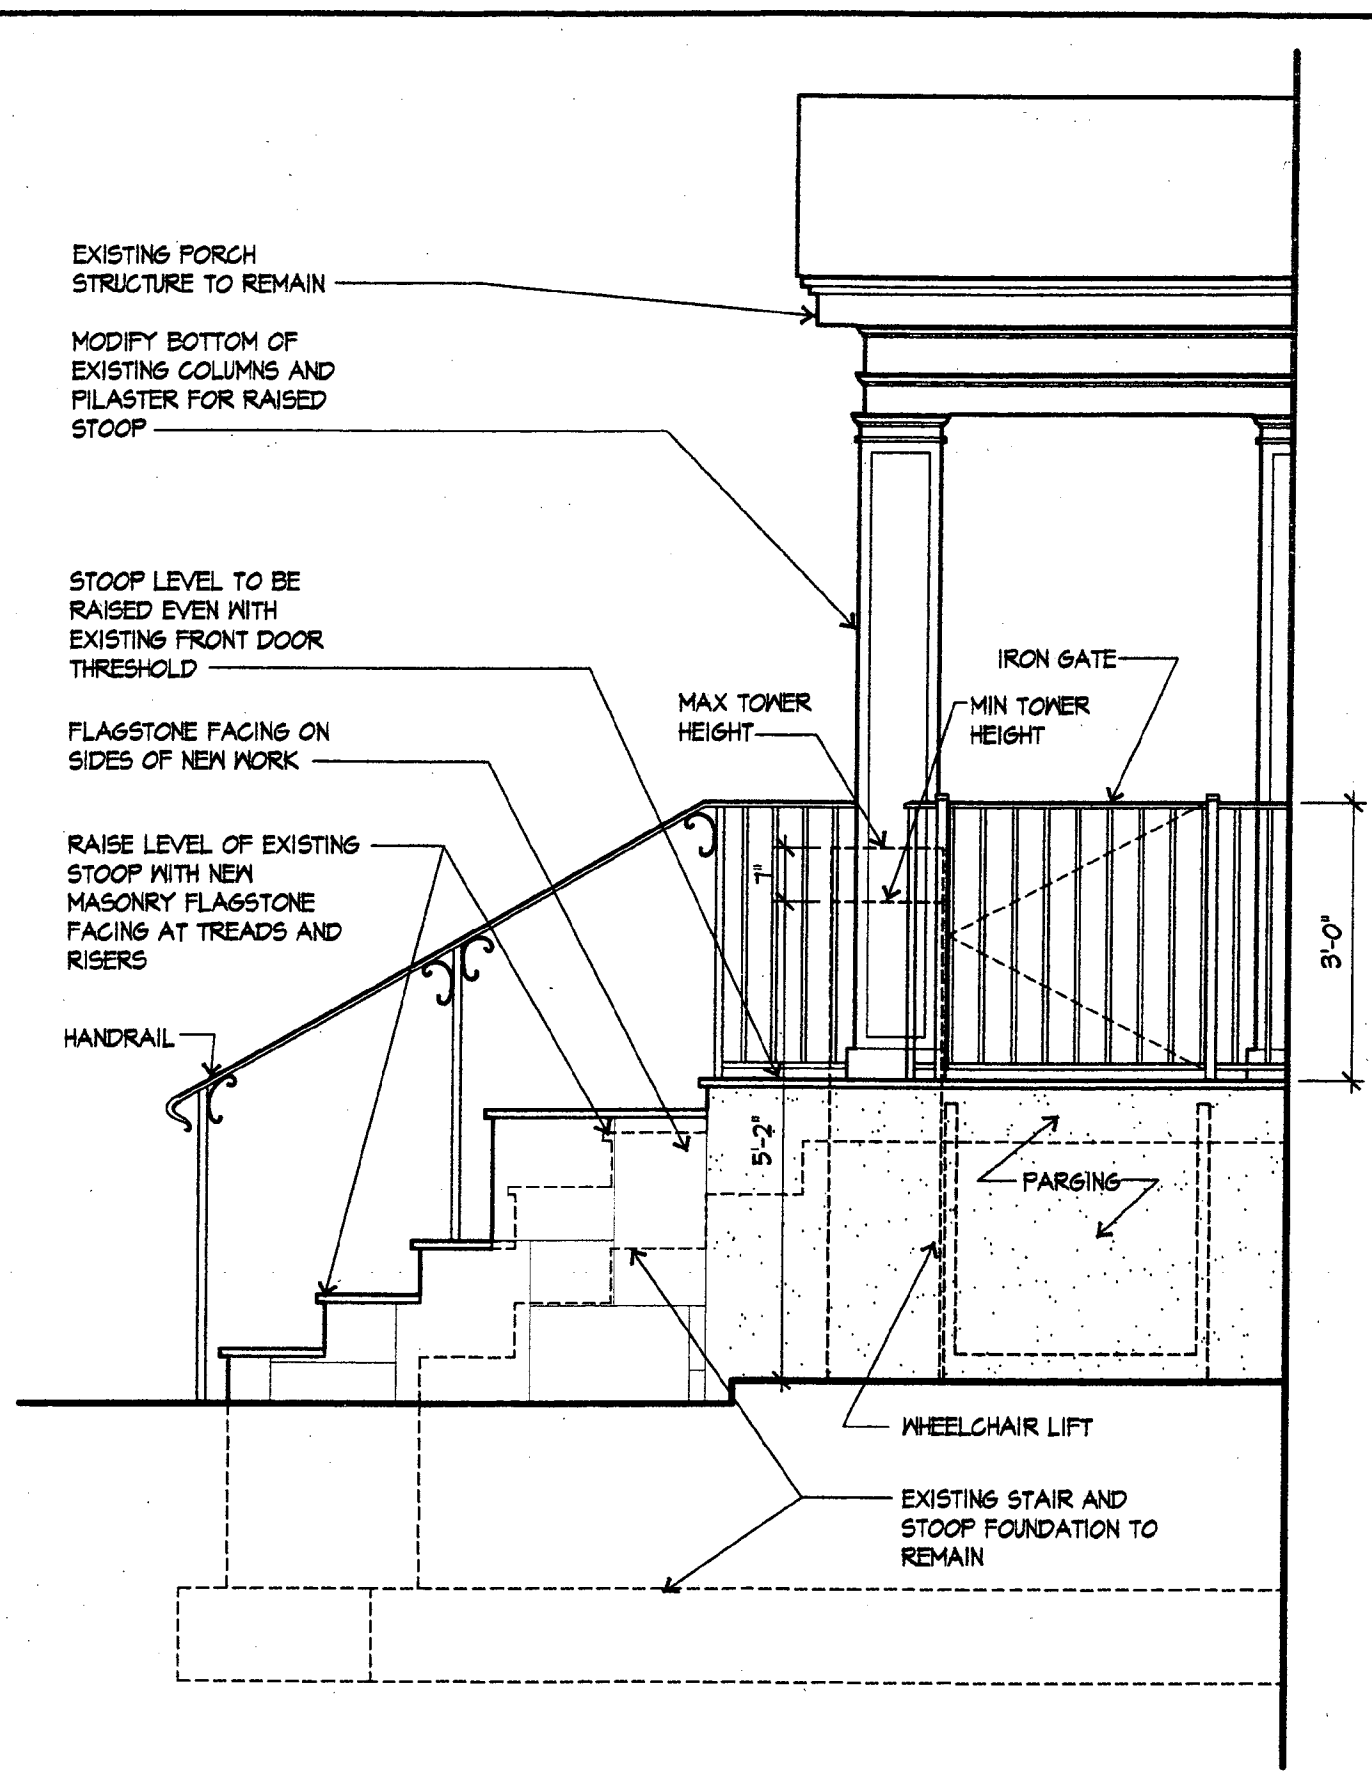 EXISTING PORCH
STRUCTURE TO REMAIN
MODIFY BOTTOM OF
EXISTING COLUMNS AND
PILASTER FOR RAISED
STOOP
STOOP LEVEL TO BE
RAISED EVEN WITH
EXISTING FRONT DOOR
THRESHOLD
IRON GATE
MAX TOWER
HEIGHT
MIN TOWER
HEIGHT
FLAGSTONE FACING ON
SIDES OF NEW WORK
RAISE LEVEL OF EXISTING
STOOP WITH NEW
MASONRY FLAGSTONE
FACING AT TREADS AND
RISERS
7"
3'-0"
HANDRAIL
5'-2"
PARGING
WHEELCHAIR LIFT
EXISTING STAIR AND
STOOP FOUNDATION TO
REMAIN